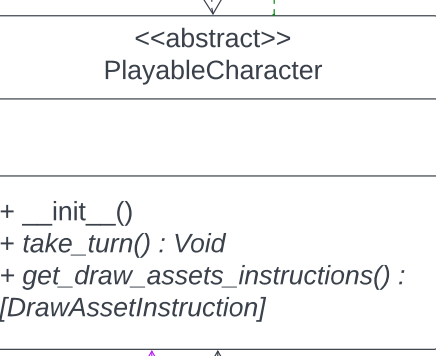 <<abstract>>
PlayableCharacter
+ __init__()
+ take_turn() : Void
+ get_draw_assets_instructions() :
[DrawAssetInstruction]